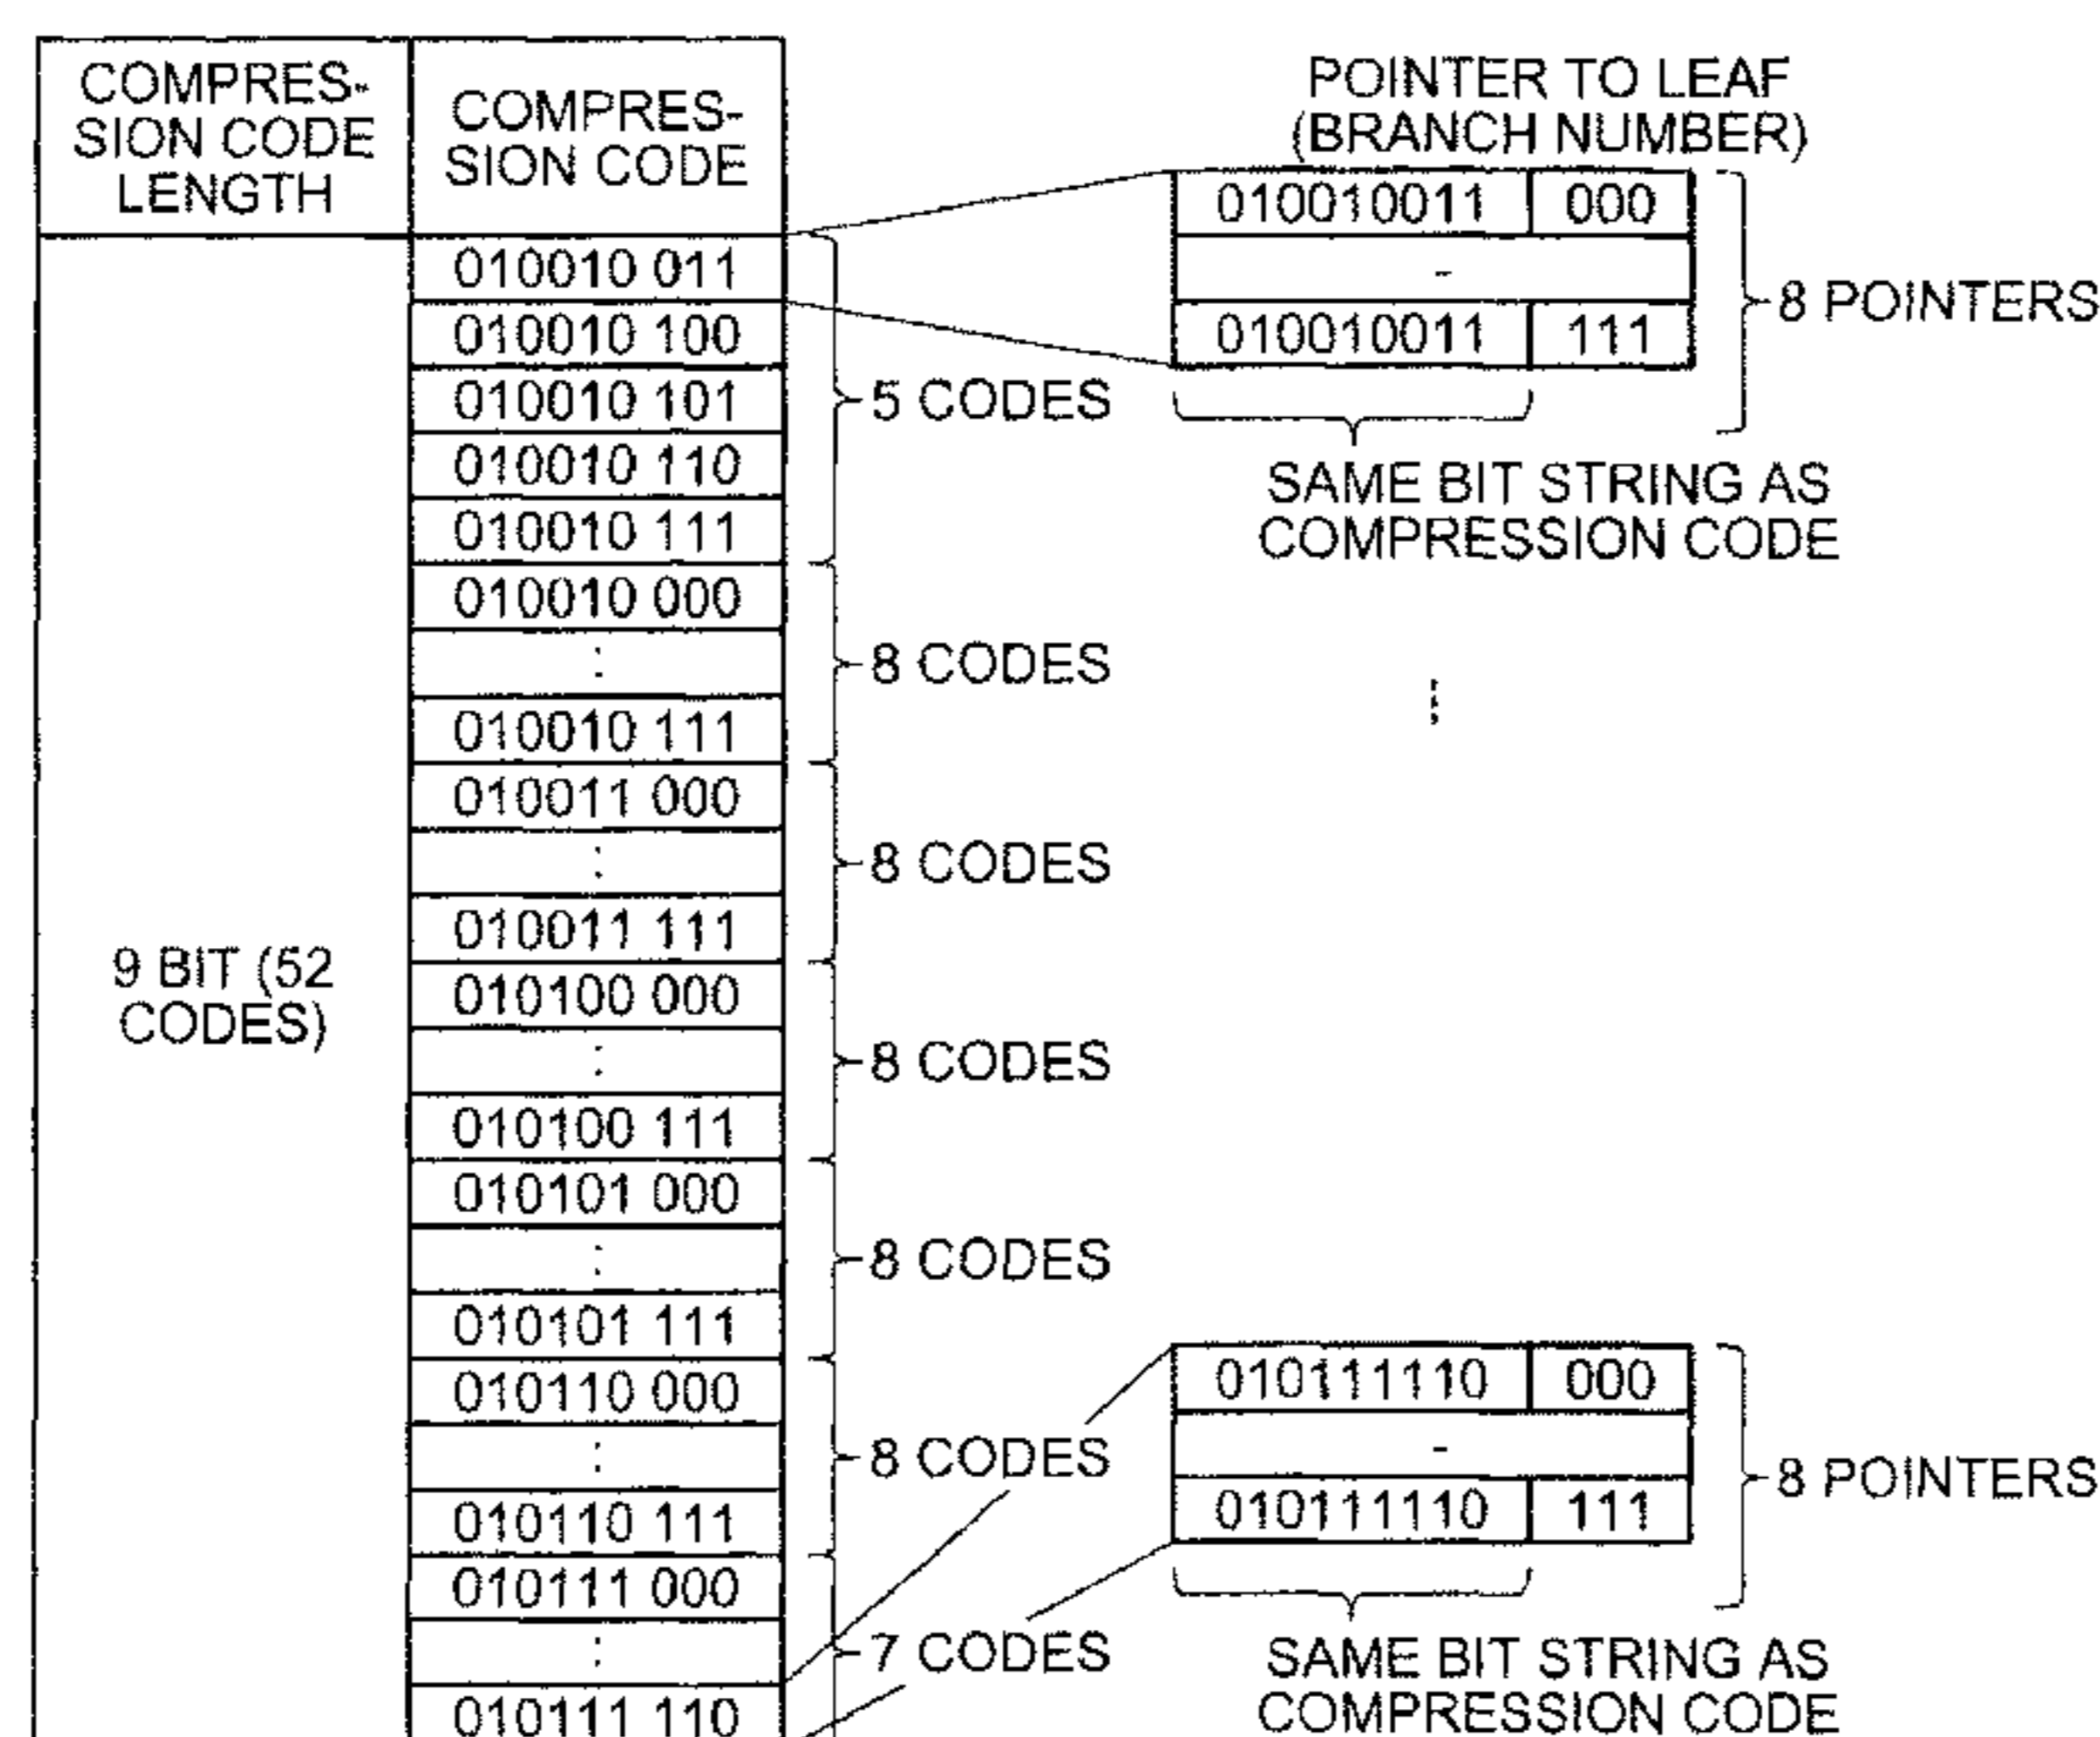 COMPRES-
SION CODE
LENGTH
COMPRES-
SION CODE
POINTER TO LEAF
(BRANCH NUMBER)
010010011 000
-
010010011 111
8 POINTERS
SAME BIT STRING AS
COMPRESSION CODE
9 BIT (52
CODES)
010010 011
010010 100
010010 101
010010 110
010010 111
5 CODES
010010 000
:
010010 111
8 CODES
010011 000
:
010011 111
8 CODES
010100 000
:
010100 111
8 CODES
010101 000
:
010101 111
8 CODES
010110 000
:
010110 111
8 CODES
010111 000
:
010111 110
7 CODES
010111110 000
-
010111110 111
8 POINTERS
SAME BIT STRING AS
COMPRESSION CODE